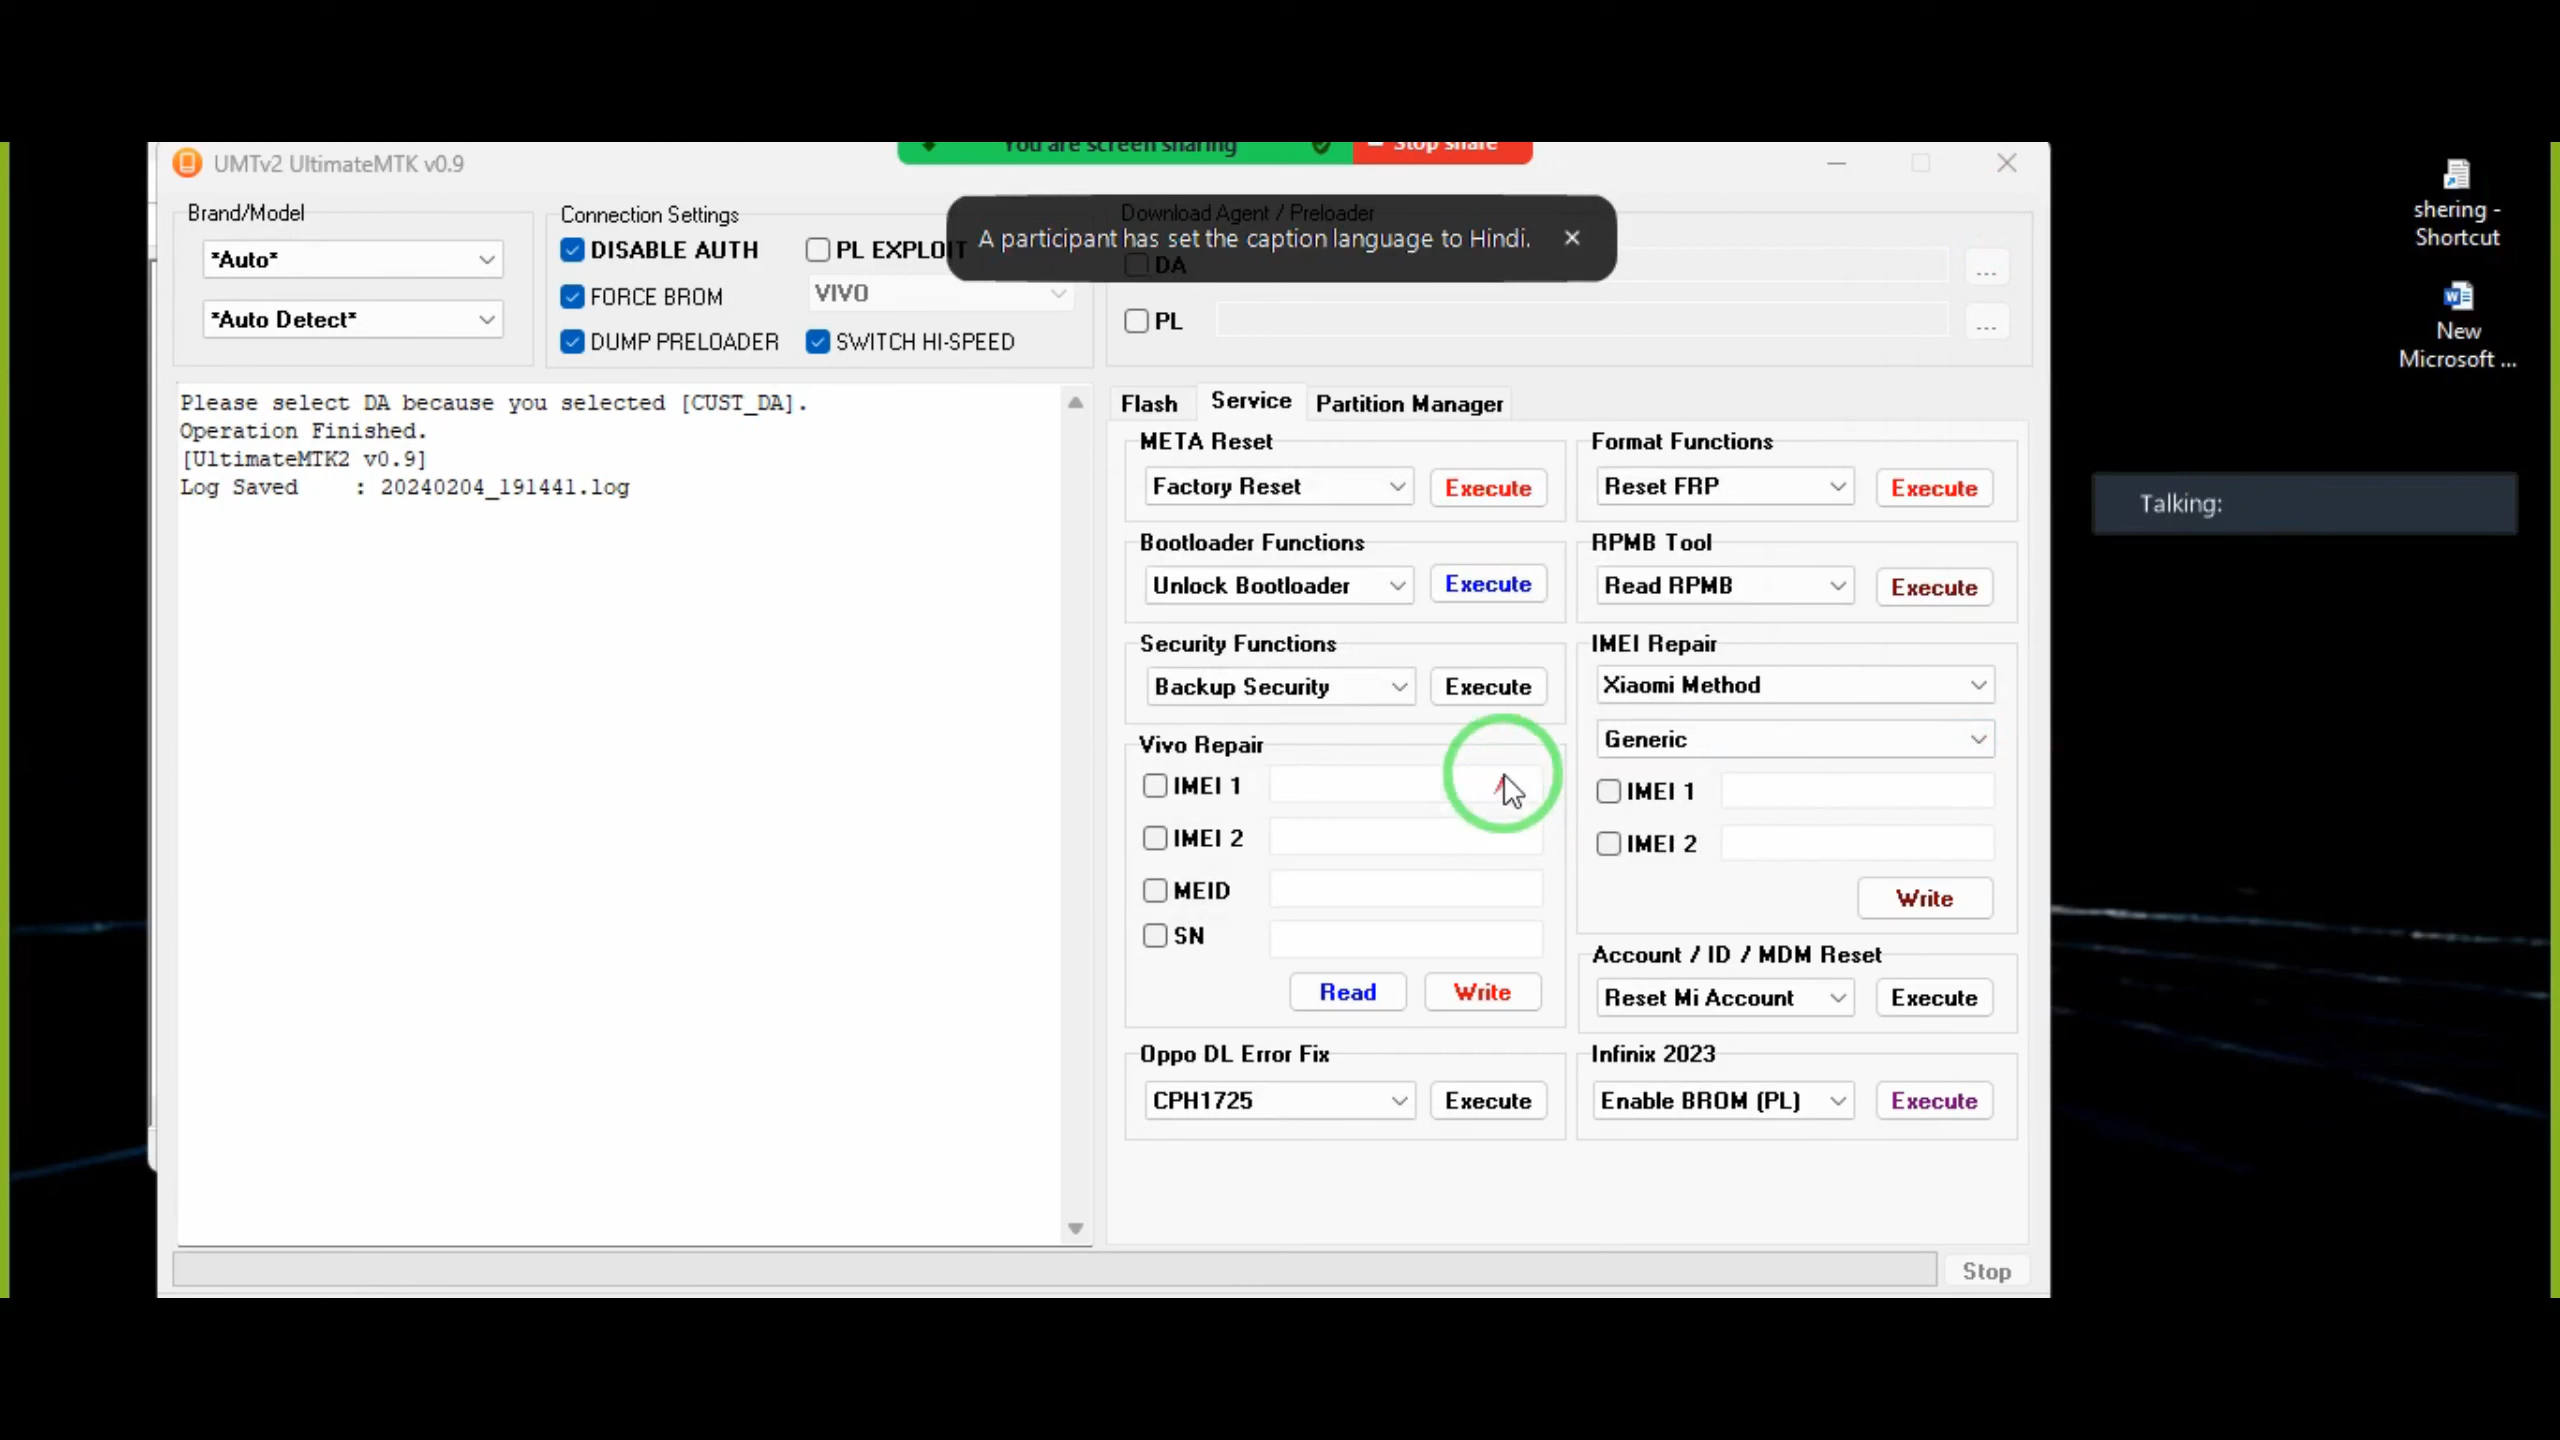 You are screen sharing
Stop share
UMTv2 UltimateMTK v0.9
A participant has set the caption language to Hindi.
Brand/Model
*Auto*
*Auto Detect*
Connection Settings
DISABLE AUTH
PL EXPLOIT
FORCE BROM
VIVO
DUMP PRELOADER
SWITCH HI-SPEED
Download Agent / Preloader
DA
...
PL
...
Please select DA because you selected [CUST_DA].
Operation Finished.
[UltimateMTK2 v0.9]
Log Saved : 20240204_191441.log
Flash
Service
Partition Manager
META Reset
Factory Reset
Execute
Format Functions
Reset FRP
Execute
Bootloader Functions
Unlock Bootloader
Execute
RPMB Tool
Read RPMB
Execute
Security Functions
Backup Security
Execute
IMEI Repair
Xiaomi Method
Generic
IMEI 1
IMEI 2
Write
Vivo Repair
IMEI 1
IMEI 2
MEID
SN
Read
Write
Account / ID / MDM Reset
Reset Mi Account
Execute
Oppo DL Error Fix
CPH1725
Execute
Infinix 2023
Enable BROM (PL)
Execute
Stop
shering -
Shortcut
New
Microsoft ...
Talking: